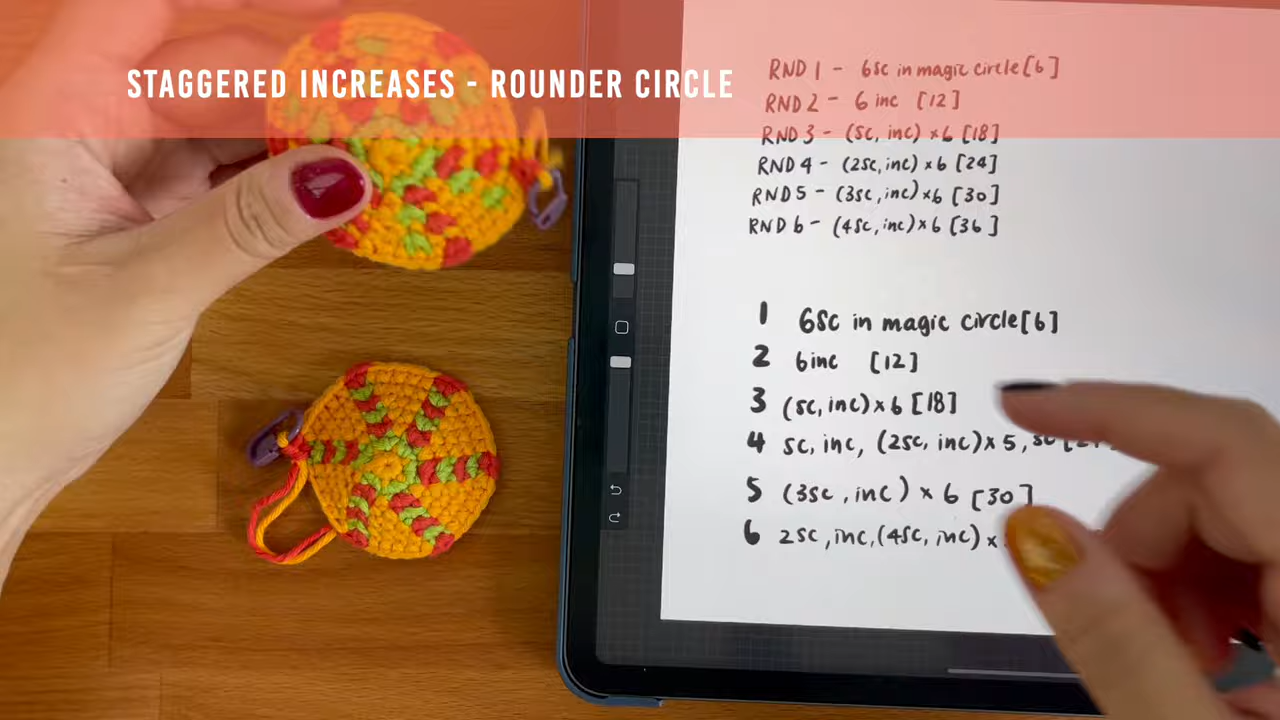 STAGGERED INCREASES - ROUNDER CIRCLE
RND 1 - 6sc in magic circle [6]
RND 2 - 6 inc [12]
RND 3 - (sc, inc) x 6 [18]
RND 4 - (2sc, inc) x 6 [24]
RND 5 - (3sc, inc) x 6 [30]
RND 6 - (4sc, inc) x 6 [36]
1 6sc in magic circle [6]
2 6inc [12]
3 (sc, inc) x 6 [18]
4 sc, inc, (2sc, inc) x 5, sc
5 (3sc, inc) x 6 [30]
6 2sc, inc, (4sc, inc) x